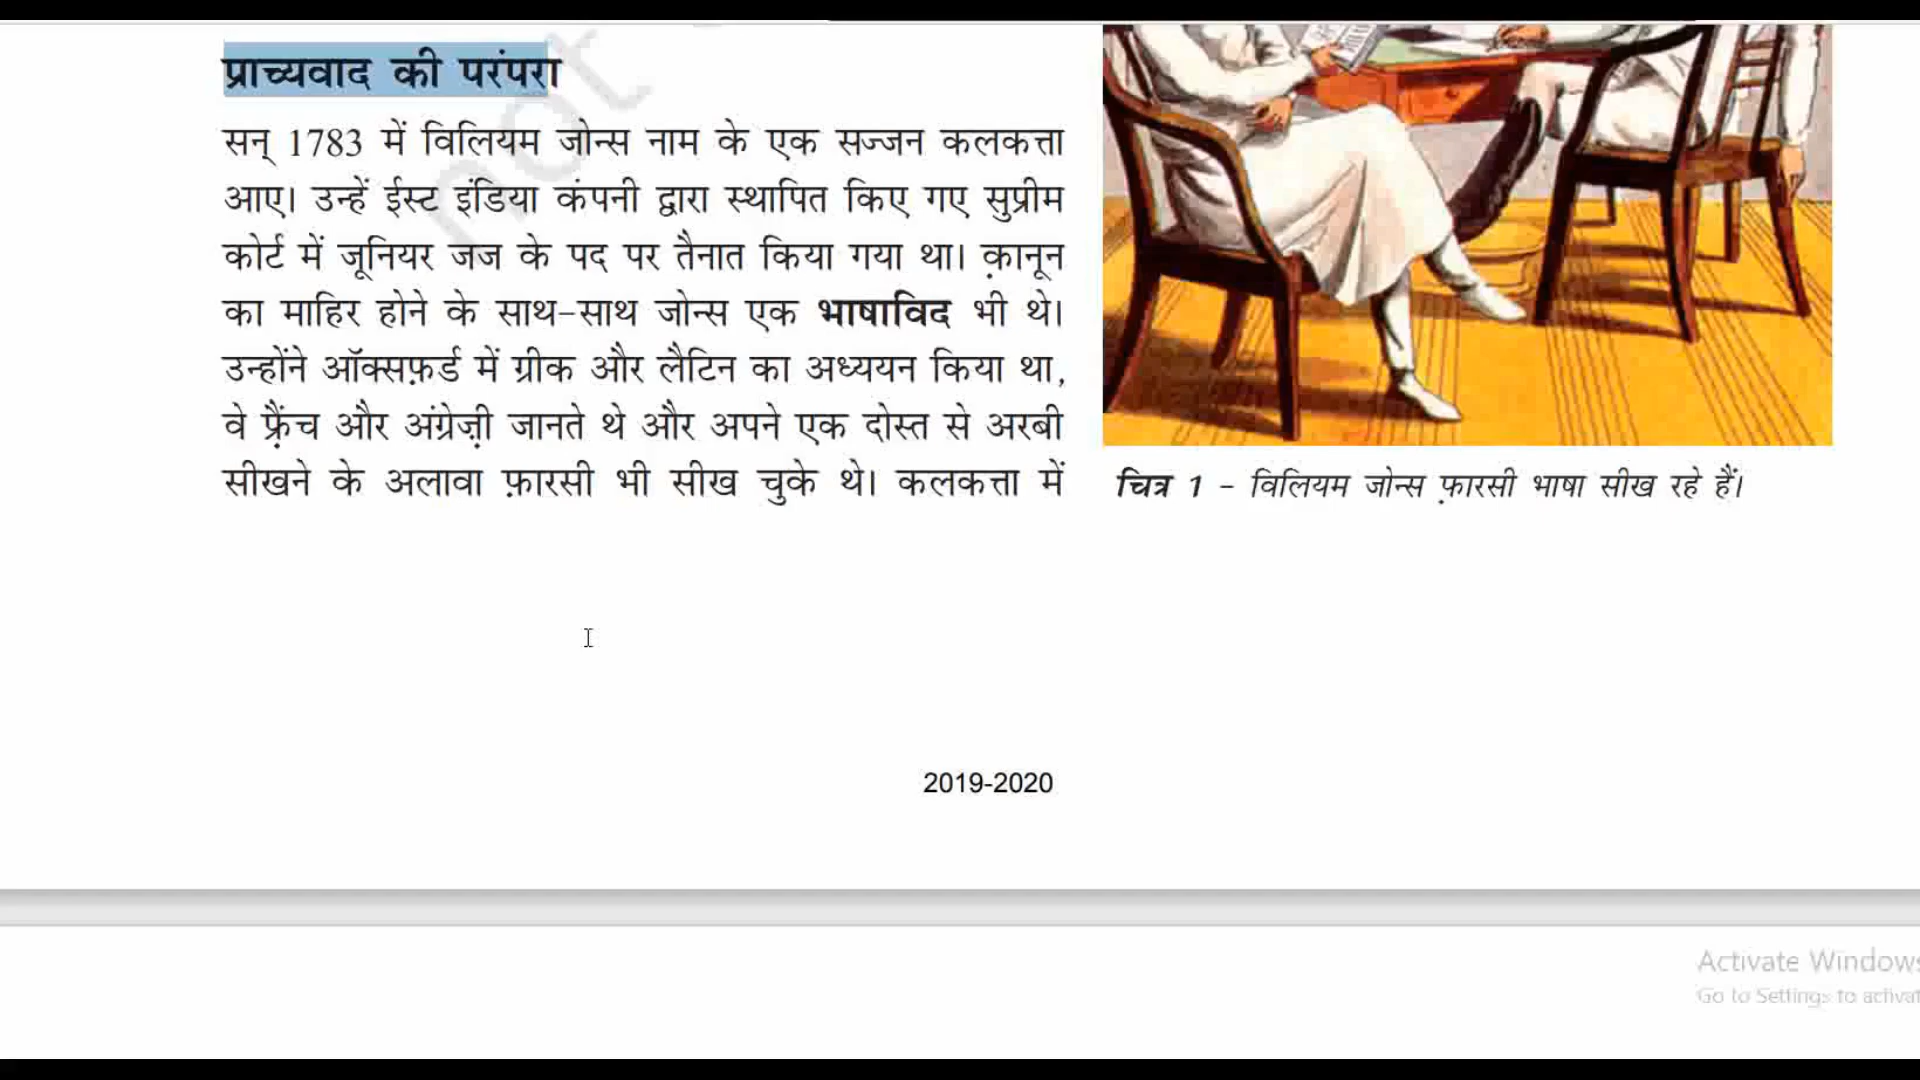 प्राच्यवाद की परंपरा
सन् 1783 में विलियम जोन्स नाम के एक सज्जन कलकत्ता
आए। उन्हें ईस्ट इंडिया कंपनी द्वारा स्थापित किए गए सुप्रीम
कोर्ट में जूनियर जज के पद पर तैनात किया गया था। क़ानून
का माहिर होने के साथ-साथ जोन्स एक भाषाविद भी थे।
उन्होंने ऑक्सफ़र्ड में ग्रीक और लैटिन का अध्ययन किया था,
वे फ़्रैंच और अंग्रेज़ी जानते थे और अपने एक दोस्त से अरबी
सीखने के अलावा फ़ारसी भी सीख चुके थे। कलकत्ता में
चित्र 1 - विलियम जोन्स फ़ारसी भाषा सीख रहे हैं।
not
2019-2020
Activate Windows
Go to Settings to activat